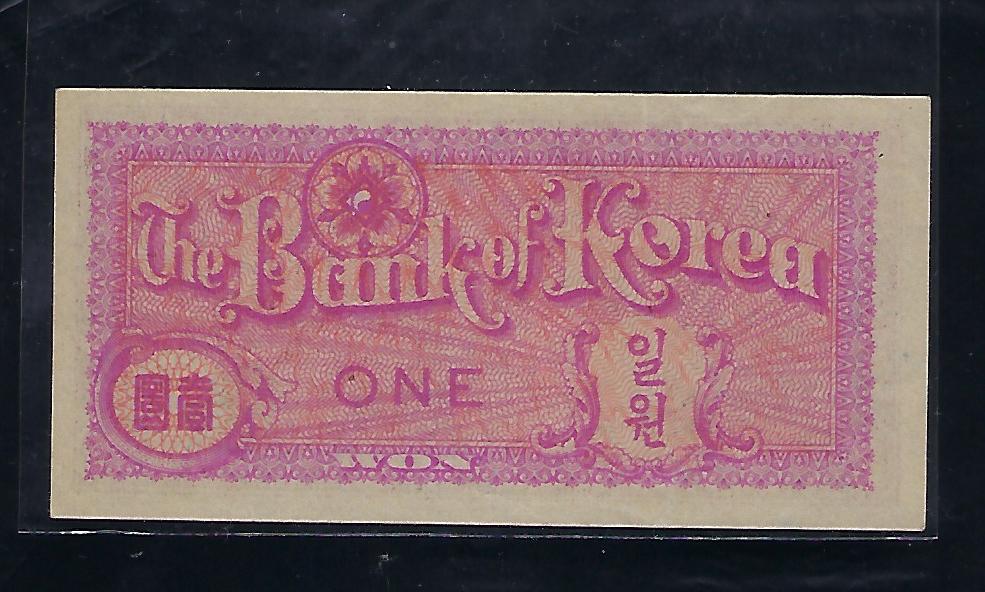 The Bank of Korea
圓壹
ONE
일
원
WON